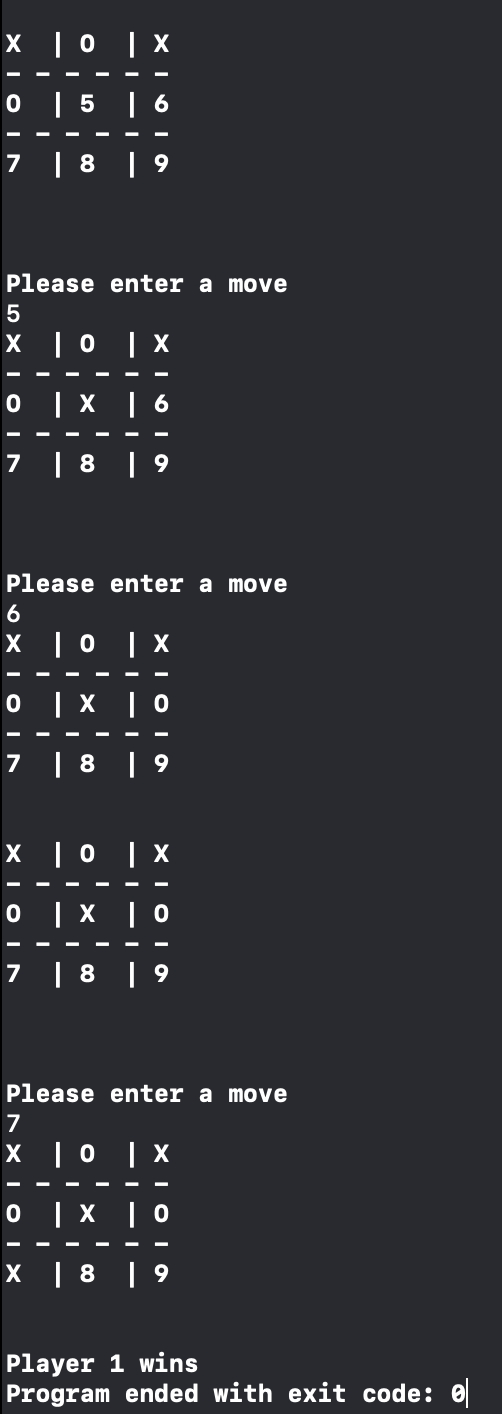 X  | O  | X
- - - - - -
O  | 5  | 6
- - - - - -
7  | 8  | 9
Please enter a move
5
X  | O  | X
- - - - - -
O  | X  | 6
- - - - - -
7  | 8  | 9
Please enter a move
6
X  | O  | X
- - - - - -
O  | X  | O
- - - - - -
7  | 8  | 9
X  | O  | X
- - - - - -
O  | X  | O
- - - - - -
7  | 8  | 9
Please enter a move
7
X  | O  | X
- - - - - -
O  | X  | O
- - - - - -
X  | 8  | 9
Player 1 wins
Program ended with exit code: 0